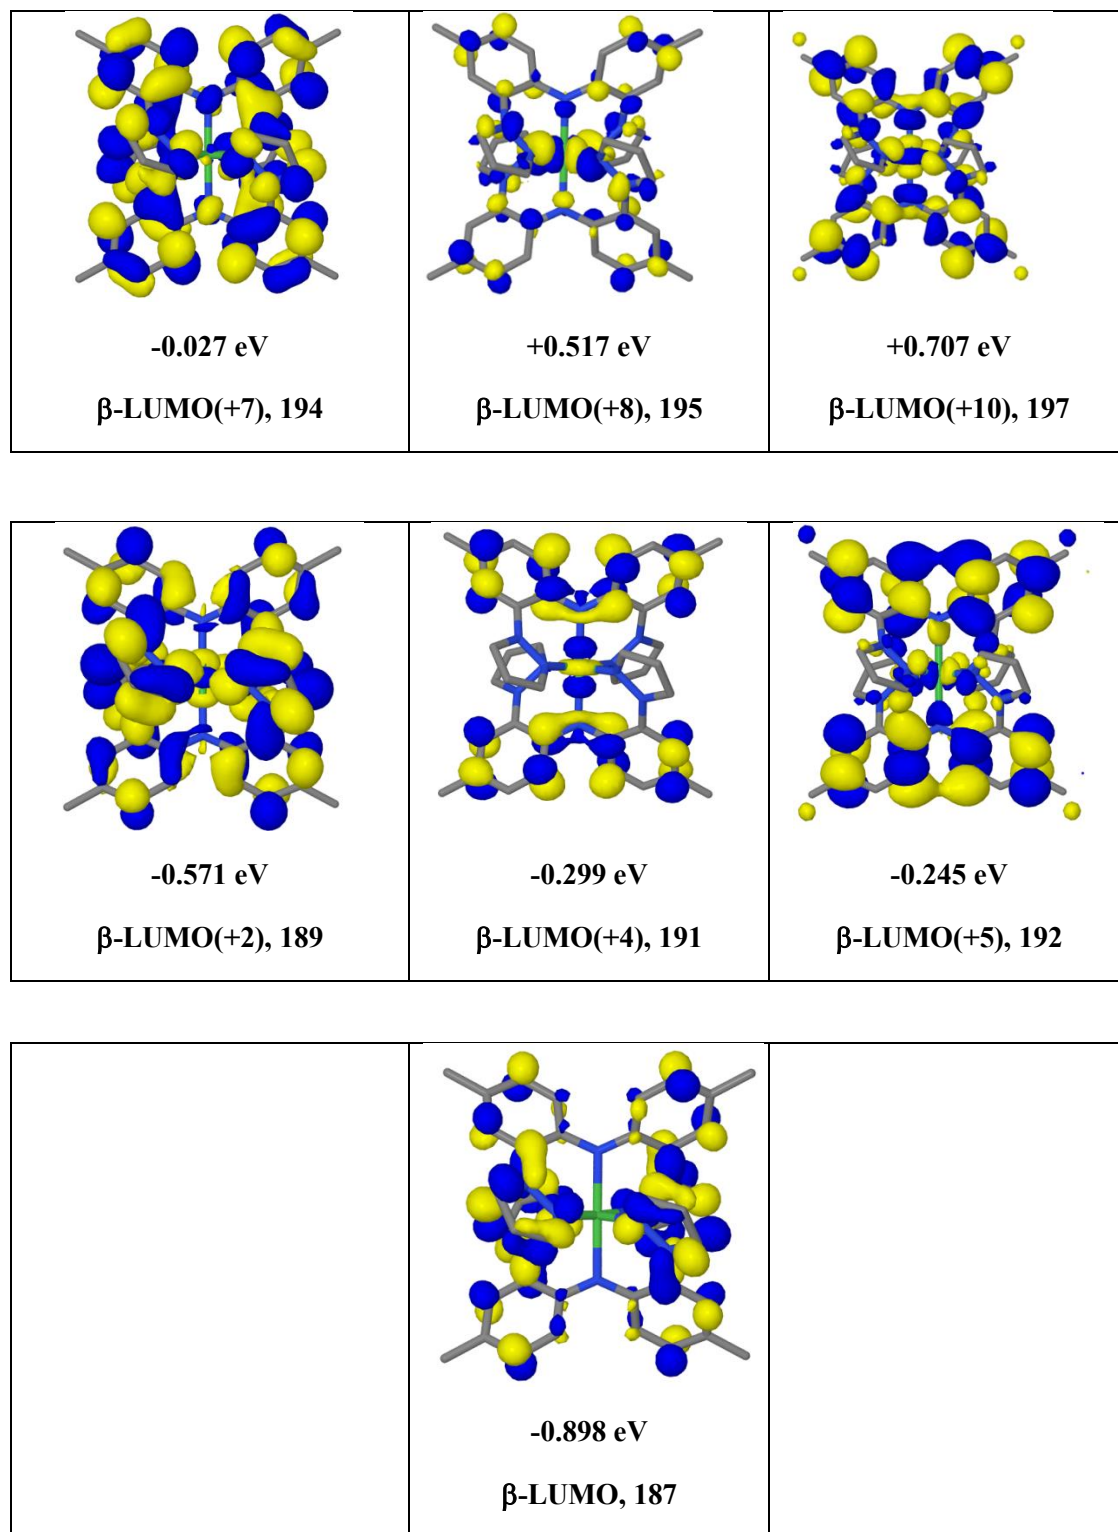 -0.027 eV
β-LUMO(+7), 194
+0.517 eV
β-LUMO(+8), 195
+0.707 eV
β-LUMO(+10), 197
-0.571 eV
β-LUMO(+2), 189
-0.299 eV
β-LUMO(+4), 191
-0.245 eV
β-LUMO(+5), 192
-0.898 eV
β-LUMO, 187